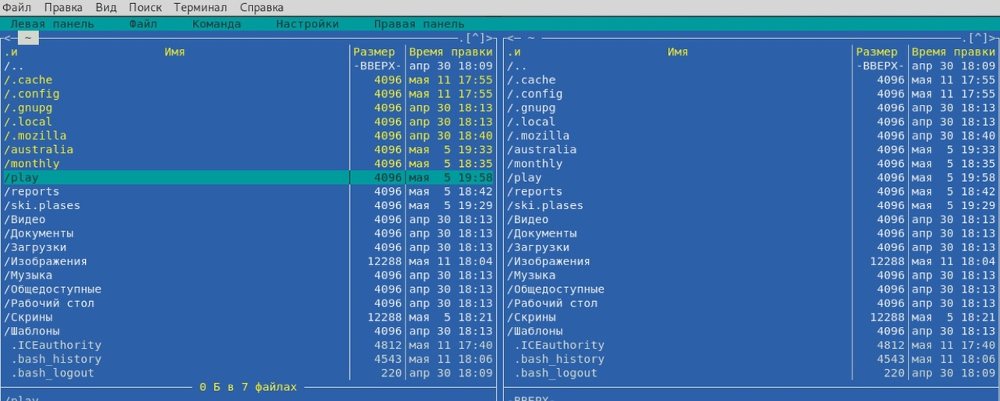 Файл Правка Вид Поиск Терминал Справка
Левая панель Файл Команда Настройки Правая панель
<— ~ .[^]> <— ~ .[^]>
.и Имя Размер Время правки .и Имя Размер Время правки
/.. -ВВЕРХ- апр 30 18:09 /.. -ВВЕРХ- апр 30 18:09
/.cache 4096 мая 11 17:55 /.cache 4096 мая 11 17:55
/.config 4096 мая 11 17:55 /.config 4096 мая 11 17:55
/.gnupg 4096 апр 30 18:13 /.gnupg 4096 апр 30 18:13
/.local 4096 апр 30 18:13 /.local 4096 апр 30 18:13
/.mozilla 4096 апр 30 18:40 /.mozilla 4096 апр 30 18:40
/australia 4096 мая 5 19:33 /australia 4096 мая 5 19:33
/monthly 4096 мая 5 18:35 /monthly 4096 мая 5 18:35
/play 4096 мая 5 19:58 /play 4096 мая 5 19:58
/reports 4096 мая 5 18:42 /reports 4096 мая 5 18:42
/ski.plases 4096 мая 5 19:29 /ski.plases 4096 мая 5 19:29
/Видео 4096 апр 30 18:13 /Видео 4096 апр 30 18:13
/Документы 4096 апр 30 18:13 /Документы 4096 апр 30 18:13
/Загрузки 4096 апр 30 18:13 /Загрузки 4096 апр 30 18:13
/Изображения 12288 мая 11 18:04 /Изображения 12288 мая 11 18:04
/Музыка 4096 апр 30 18:13 /Музыка 4096 апр 30 18:13
/Общедоступные 4096 апр 30 18:13 /Общедоступные 4096 апр 30 18:13
/Рабочий стол 4096 апр 30 18:13 /Рабочий стол 4096 апр 30 18:13
/Скрины 12288 мая 5 18:21 /Скрины 12288 мая 5 18:21
/Шаблоны 4096 апр 30 18:13 /Шаблоны 4096 апр 30 18:13
.ICEauthority 4812 мая 11 17:40 .ICEauthority 4812 мая 11 17:40
.bash_history 4543 мая 11 18:06 .bash_history 4543 мая 11 18:06
.bash_logout 220 апр 30 18:09 .bash_logout 220 апр 30 18:09
0 Б в 7 файлах
/play -ВВЕРХ-